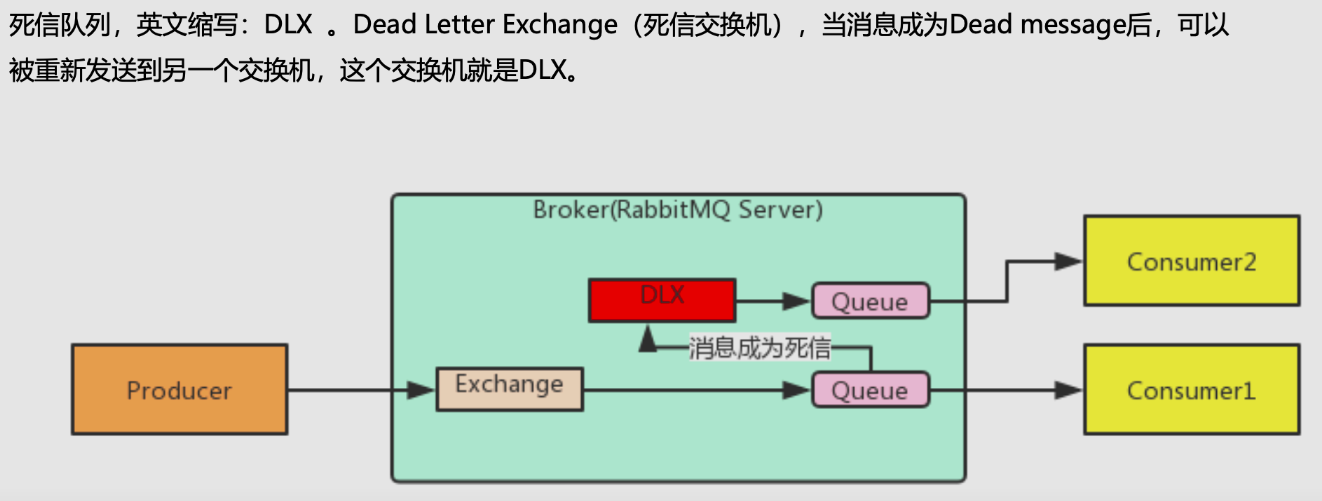 死信队列，英文缩写：DLX 。Dead Letter Exchange（死信交换机），当消息成为Dead message后，可以
被重新发送到另一个交换机，这个交换机就是DLX。
Broker(RabbitMQ Server)
Consumer2
DLX
Queue
消息成为死信
Producer
Exchange
Queue
Consumer1